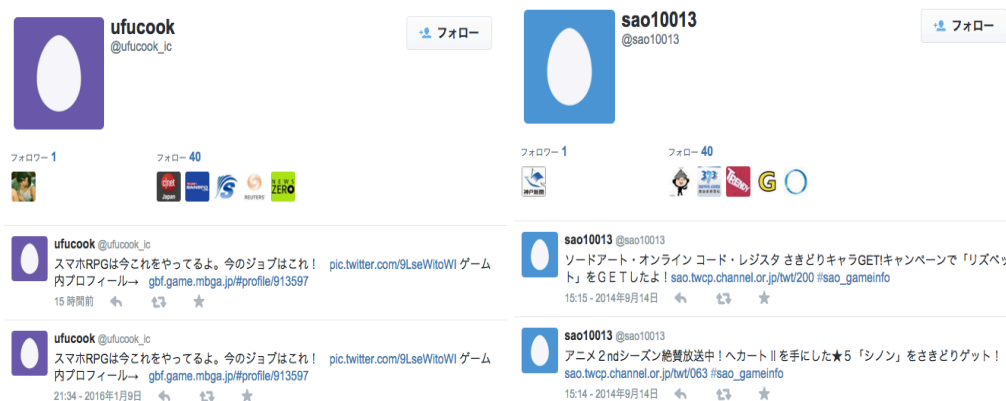 ufucook
@ufucook_ic
フォロー
フォロワー 1
フォロー 40
cnet
Japan
REUTERS
NEWS
ZERO
ufucook @ufucook_ic
スマホRPGは今これをやってるよ。今のジョブはこれ！ pic.twitter.com/9LseWitoWI ゲーム
内プロフィール→ gbf.game.mbga.jp/#profile/913597
15 時間前
ufucook @ufucook_ic
スマホRPGは今これをやってるよ。今のジョブはこれ！ pic.twitter.com/9LseWitoWI ゲーム
内プロフィール→ gbf.game.mbga.jp/#profile/913597
21:34 - 2016年1月9日
sao10013
@sao10013
フォロー
フォロワー 1
フォロー 40
神戸新聞
373
TRENDY
G
sao10013 @sao10013
ソードアート・オンライン コード・レジスタ さきどりキャラGET!キャンペーンで「リズベッ
ト」をＧＥＴしたよ！sao.twcp.channel.or.jp/twt/200 #sao_gameinfo
15:15 - 2014年9月14日
sao10013 @sao10013
アニメ２ndシーズン絶賛放送中！ヘカートⅡを手にした★５「シノン」をさきどりゲット！
sao.twcp.channel.or.jp/twt/063 #sao_gameinfo
15:14 - 2014年9月14日